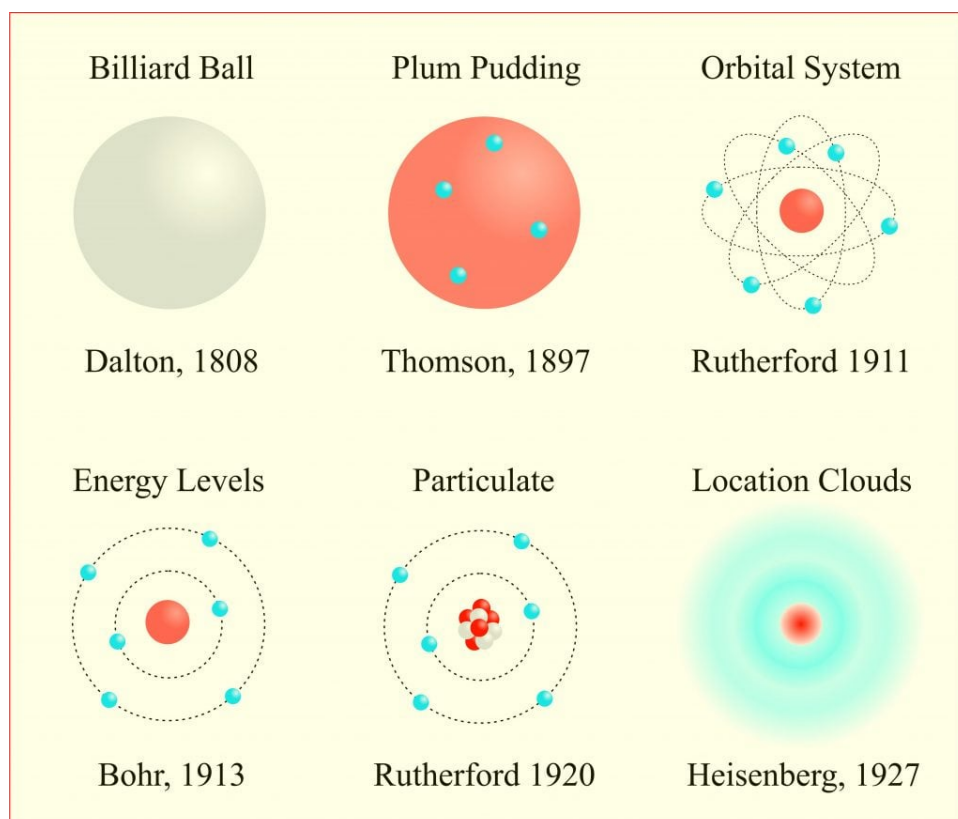 Billiard Ball
Plum Pudding
Orbital System
Dalton, 1808
Thomson, 1897
Rutherford 1911
Energy Levels
Particulate
Location Clouds
Bohr, 1913
Rutherford 1920
Heisenberg, 1927